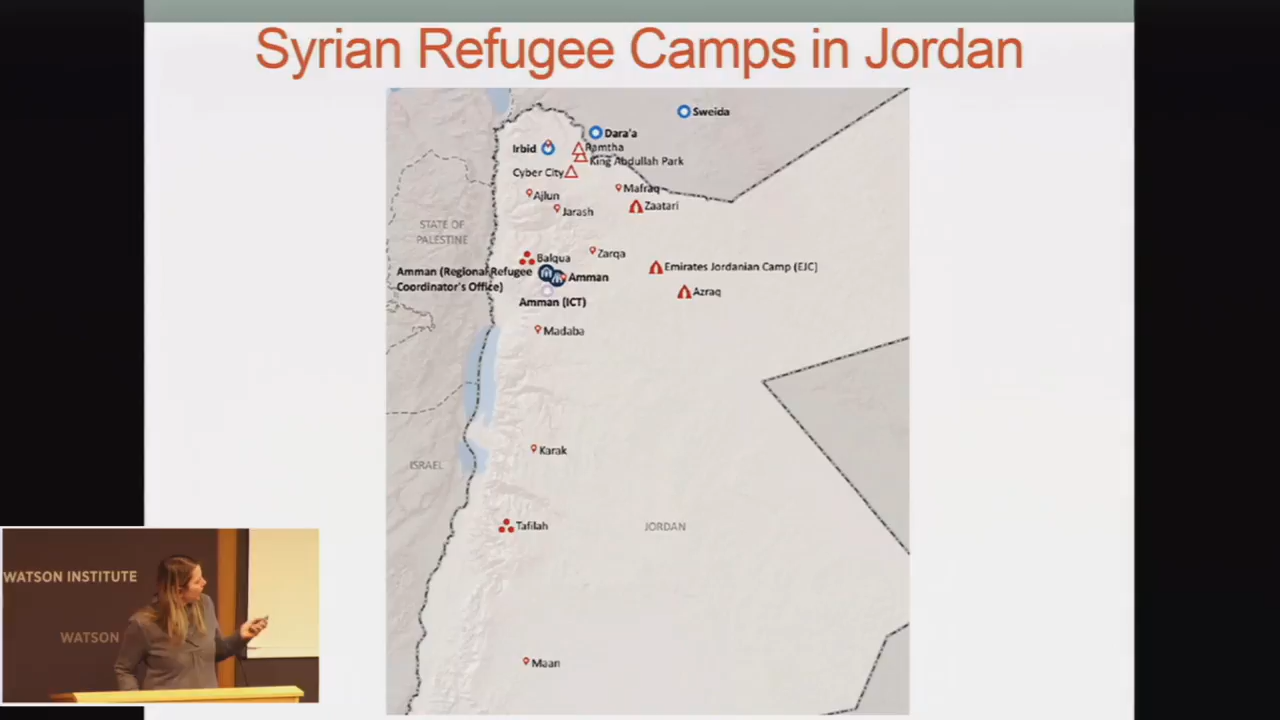 Syrian Refugee Camps in Jordan
Sweida
Dara'a
Ramtha
Irbid
King Abdullah Park
Cyber City
Mafraq
Ajlun
Zaatari
Jarash
STATE OF
PALESTINE
Zarqa
Balqua
Emirates Jordanian Camp (EJC)
Amman (Regional Refugee
Coordinator's Office)
Amman
Azraq
Amman (ICT)
Madaba
Karak
ISRAEL
Tafilah
JORDAN
Maan
WATSON INSTITUTE
WATSON